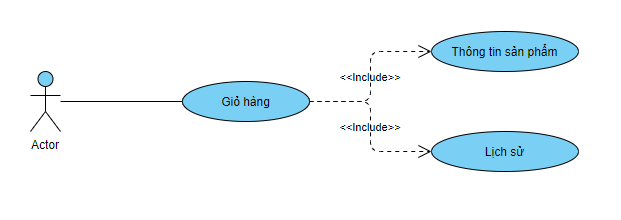 Thông tin sản phẩm
<<Include>>
Giỏ hàng
<<Include>>
Actor
Lịch sử